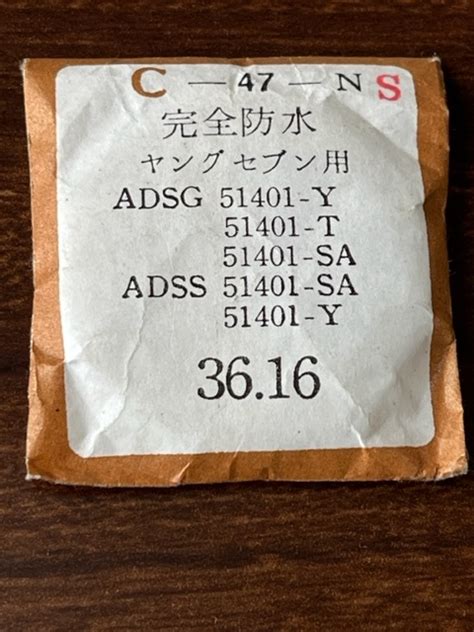 C — 47 — N S
完全防水
ヤングセブン用
ADSG 51401-Y
51401-T
51401-SA
ADSS 51401-SA
51401-Y
36.16